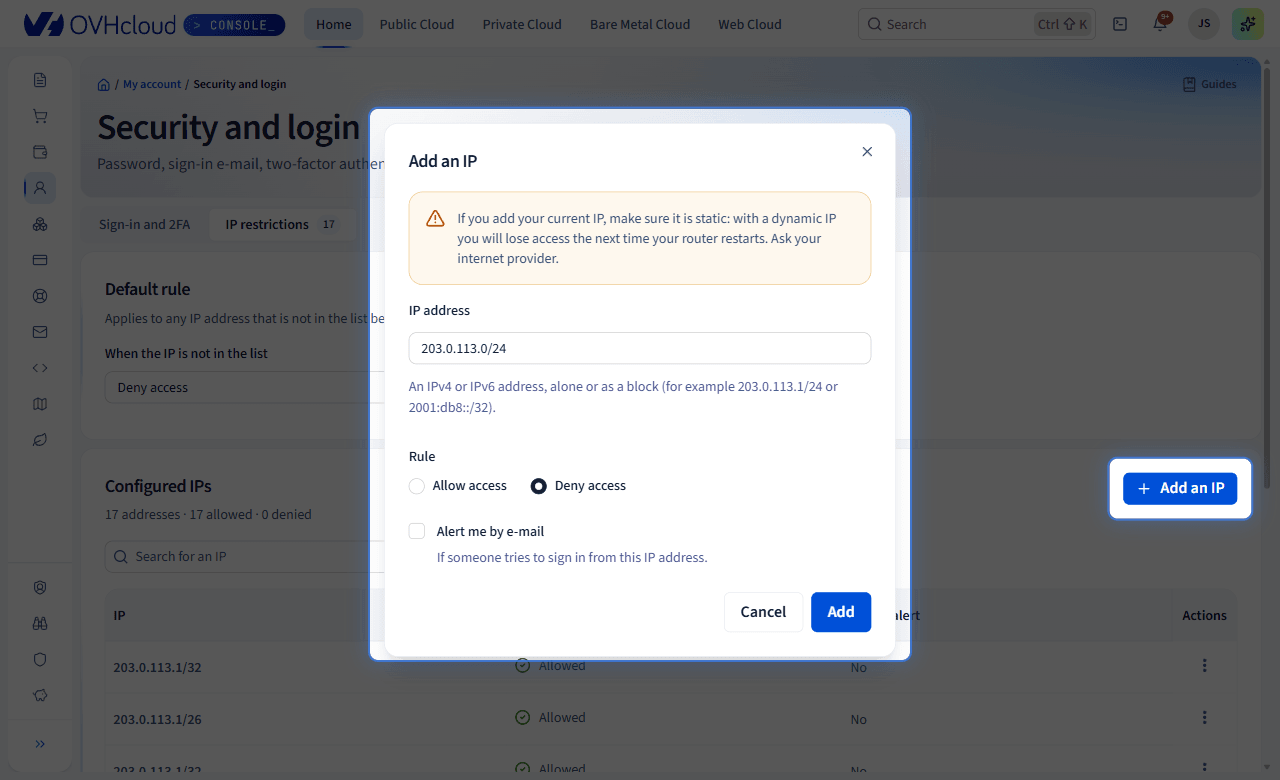 OVHcloud > CONSOLE_ Home Public Cloud Private Cloud Bare Metal Cloud Web Cloud Search Ctrl K 9+ JS
/ My account / Security and login Guides
Security and login
Password, sign-in e-mail, two-factor authen
Sign-in and 2FA IP restrictions 17
Default rule
Applies to any IP address that is not in the list be
When the IP is not in the list
Deny access
Configured IPs
17 addresses · 17 allowed · 0 denied
Search for an IP
+ Add an IP
Add an IP
If you add your current IP, make sure it is static: with a dynamic IP
you will lose access the next time your router restarts. Ask your
internet provider.
IP address
203.0.113.0/24
An IPv4 or IPv6 address, alone or as a block (for example 203.0.113.1/24 or
2001:db8::/32).
Rule
Allow access Deny access
Alert me by e-mail
If someone tries to sign in from this IP address.
Cancel Add
IP alert Actions
203.0.113.1/32 Allowed No
203.0.113.1/26 Allowed No
203.0.113.1/32 Allowed No